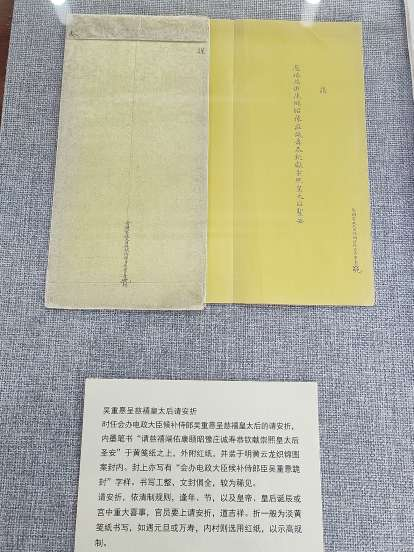 吴重憙呈慈禧皇太后请安折
时任会办电政大臣候补侍郎吴重憙呈慈禧皇太后的请安折，
内墨笔书“请慈禧端佑康颐昭豫庄诚寿恭钦献崇熙皇太后
圣安”于黄笺纸之上，外附红纸，并装于明黄云龙织锦图
案封内。封上亦写有“会办电政大臣候补侍郎臣吴重憙跪
封”字样，书写工整，文封俱全，较为稀见。
请安折，依清制规则，逢年、节，以及皇帝、皇后诞辰或
宫中重大喜事，官员要上请安折，道吉祥。折一般为淡黄
笺纸书写，如遇元旦或万寿，内衬则选用红纸，以示高规
制。